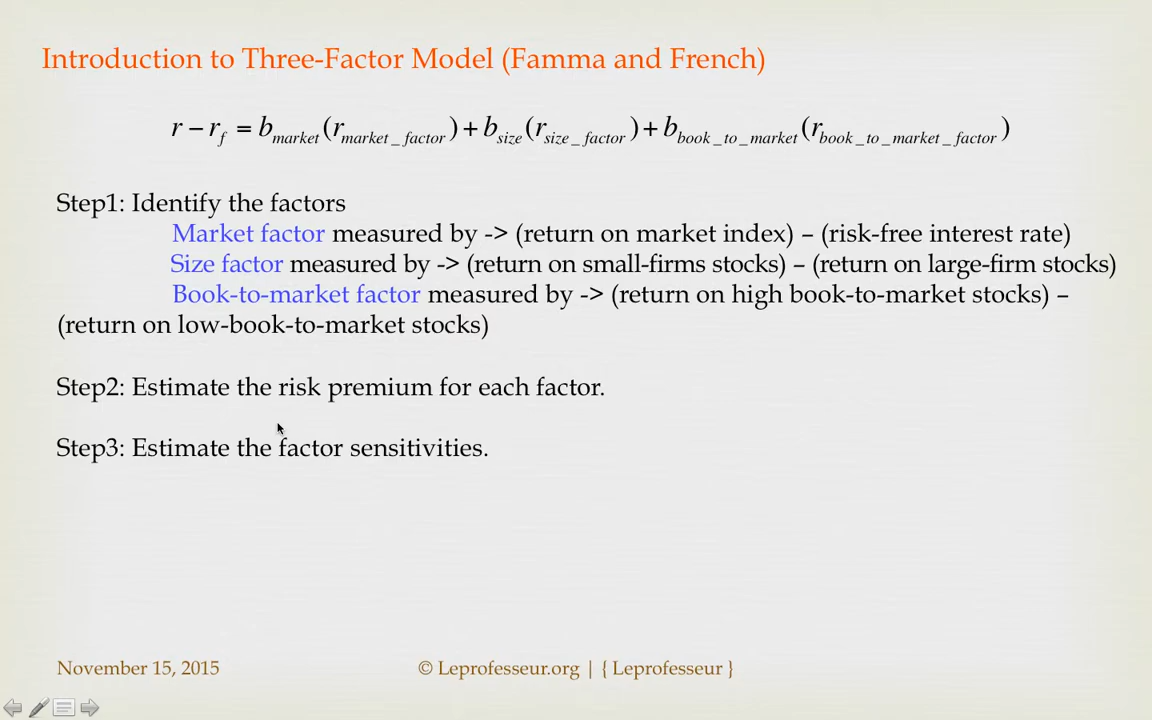 Introduction to Three-Factor Model (Famma and French)
r − r_f = b_market (r_market_factor) + b_size (r_size_factor) + b_book_to_market (r_book_to_market_factor)
Step1: Identify the factors
Market factor measured by -> (return on market index) – (risk-free interest rate)
Size factor measured by -> (return on small-firms stocks) – (return on large-firm stocks)
Book-to-market factor measured by -> (return on high book-to-market stocks) –
(return on low-book-to-market stocks)
Step2: Estimate the risk premium for each factor.
Step3: Estimate the factor sensitivities.
November 15, 2015 © Leprofesseur.org | { Leprofesseur }